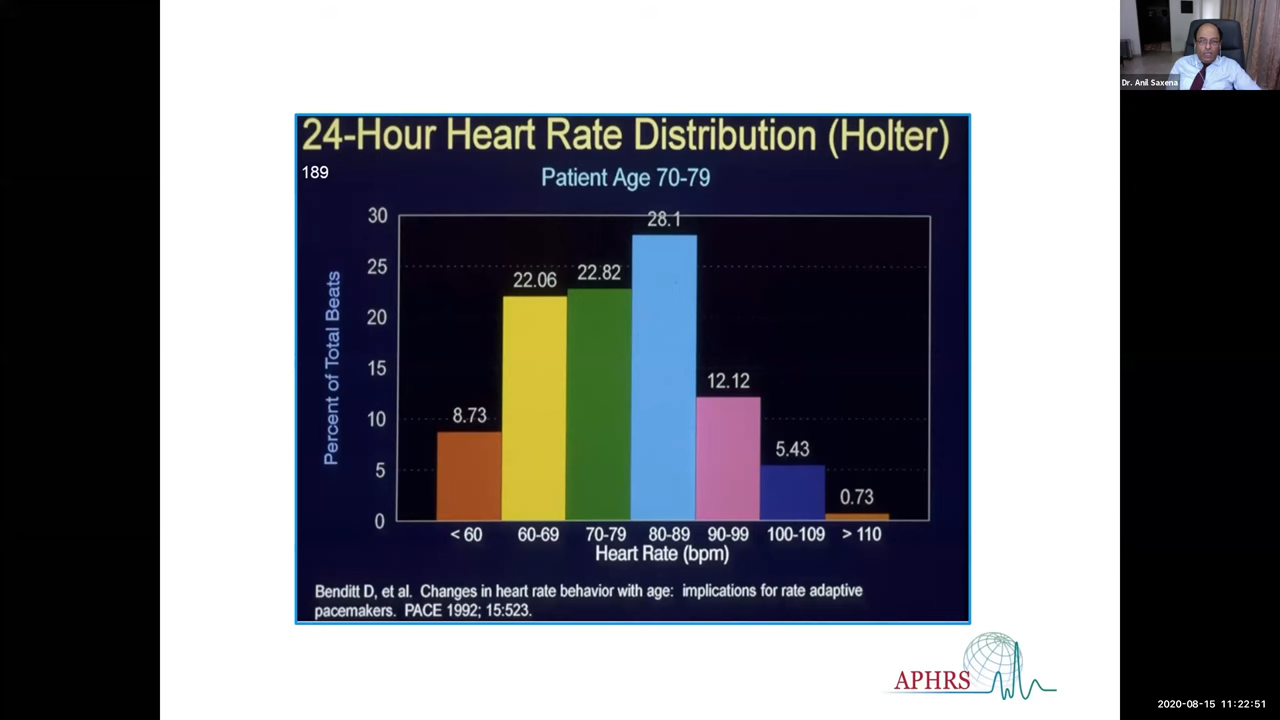 Dr. Anil Saxena
24-Hour Heart Rate Distribution (Holter)
189
Patient Age 70-79
Percent of Total Beats
30
25
20
15
10
5
0
8.73
22.06
22.82
28.1
12.12
5.43
0.73
< 60
60-69
70-79
80-89
90-99
100-109
> 110
Heart Rate (bpm)
Benditt D, et al. Changes in heart rate behavior with age: implications for rate adaptive
pacemakers. PACE 1992; 15:523.
APHRS
2020-08-15 11:22:51